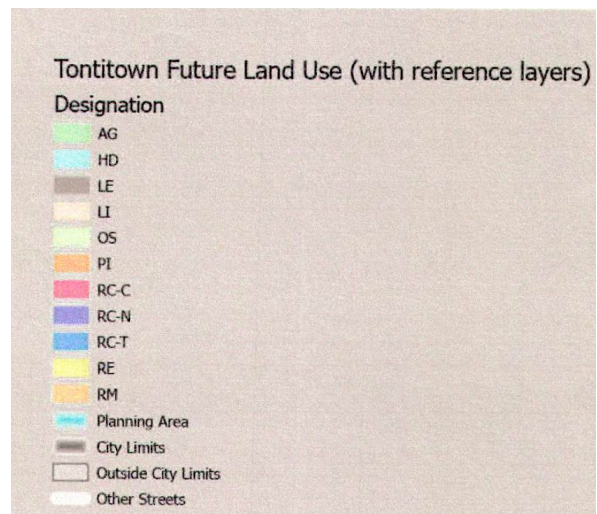 Tontitown Future Land Use (with reference layers)
Designation
AG
HD
LE
LI
OS
PI
RC-C
RC-N
RC-T
RE
RM
Planning Area
City Limits
Outside City Limits
Other Streets